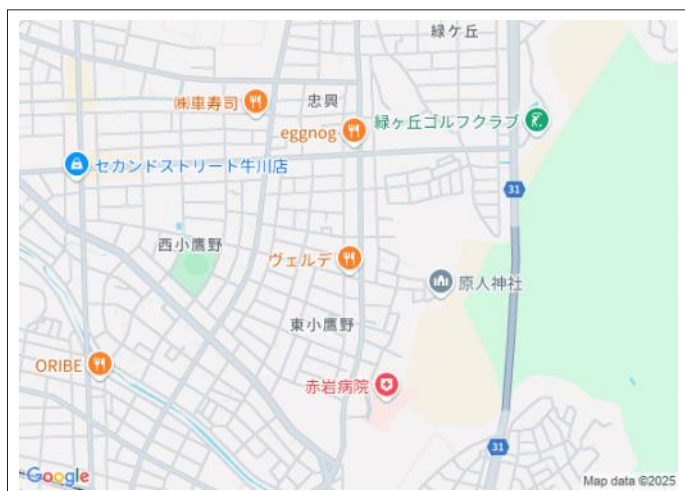 緑ケ丘
㈱車寿司
忠興
eggnog
緑ヶ丘ゴルフクラブ
セカンドストリート牛川店
31
西小鷹野
ヴェルデ
原人神社
東小鷹野
ORIBE
赤岩病院
31
Google
Map data ©2025